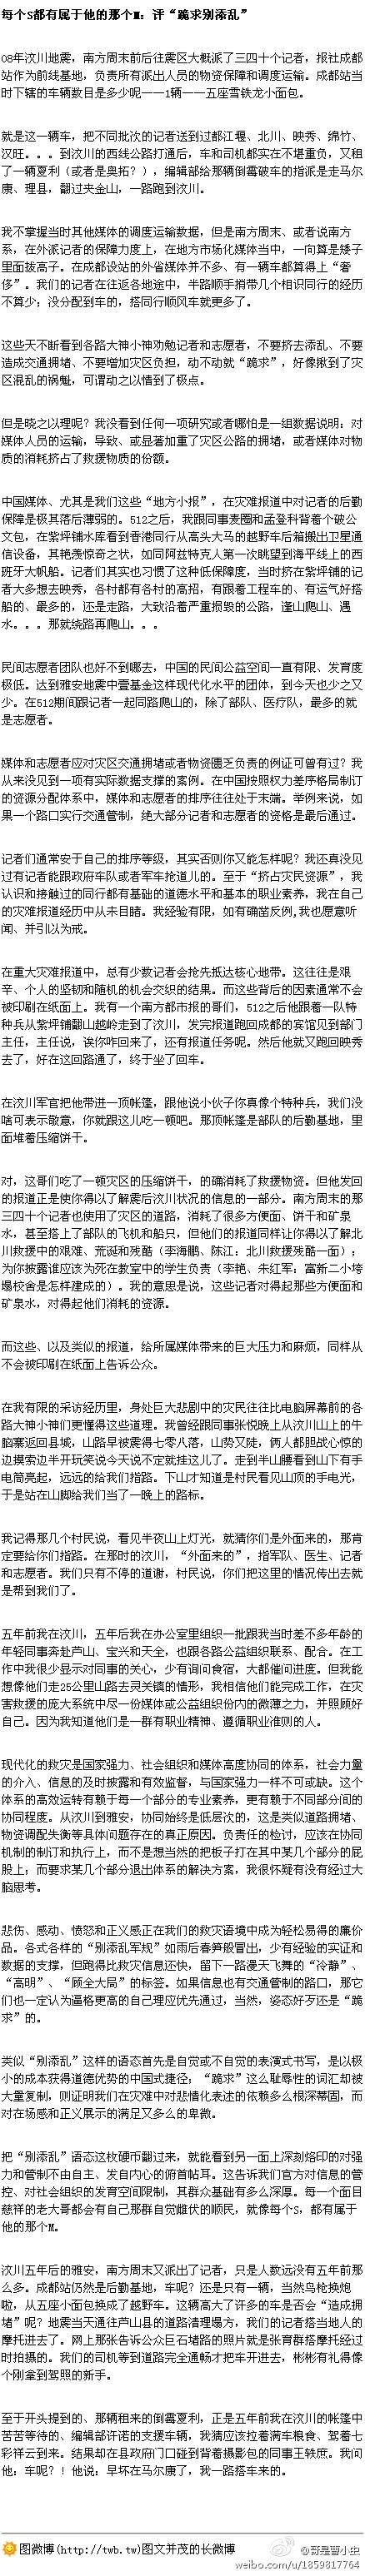 每个S都有属于他的那个M：评“跪求别添乱”
08年汶川地震，南方周末前后往震区大概派了三四十个记者，报社成都
站作为前线基地，负责所有派出人员的物资保障和调度运输。成都站当
时下辖的车辆数目是多少呢——1辆——五座雪铁龙小面包。
就是这一辆车，把不同批次的记者送到过都江堰、北川、映秀、绵竹、
汉旺。。。到汶川的西线公路打通后，车和司机都实在不堪重负，又租
了一辆夏利（或者是奥拓？），编辑部给那辆倒霉破车的指派是走马尔
康、理县，翻过夹金山，一路跑到汶川。
我不掌握当时其他媒体的调度运输数据，但是南方周末、或者说南方
系，在外派记者的保障力度上，在地方市场化媒体当中，一向算是矮子
里面拔高子。在成都设站的外省媒体并不多、有一辆车都算得上“奢
侈”。我们的记者在往返各地途中，半路顺手捎带几个相识同行的经历
不算少；没分配到车的，搭同行顺风车就更多了。
这些天不断看到各路大神小神劝勉记者和志愿者，不要挤去添乱、不要
造成交通拥堵、不要增加灾区负担，动不动就“跪求”，好像揪到了灾
区混乱的祸魁，可谓动之以情到了极点。
但是晓之以理呢？我没看到任何一项研究或者哪怕是一组数据说明：对
媒体人员的运输，导致、或显著加重了灾区公路的拥堵，或者媒体对物
质的消耗挤占了救援物质的份额。
中国媒体、尤其是我们这些“地方小报”，在灾难报道中对记者的后勤
保障是极其落后薄弱的。512之后，我跟同事麦圈和孟登科背着个破公
文包，在紫坪铺水库看到香港同行从高头大马的越野车后箱搬出卫星通
信设备，其艳羡惊奇之状，如同阿兹特克人第一次眺望到海平线上的西
班牙大帆船。记者们其实也习惯了这种低保障度，当时挤在紫坪铺的记
者大多想去映秀，各村都有各村的高招，有跟着工程车的、有运气好搭
船的、最多的，还是走路，大致沿着严重损毁的公路，逢山爬山、遇
水。。。那就绕路再爬山。。。
民间志愿者团队也好不到哪去，中国的民间公益空间一直有限、发育度
极低。达到雅安地震中壹基金这样现代化水平的团体，到今天也少之又
少。在512期间跟记者一起同路爬山的，除了部队、医疗队，最多的就
是志愿者。
媒体和志愿者应对灾区交通拥堵或者物资匮乏负责的例证可曾有过？我
从来没见到一项有实际数据支撑的案例。在中国按照权力差序格局制订
的资源分配体系中，媒体和志愿者的排序往往处于末端。举例来说，如
果一个路口实行交通管制，绝大部分记者和志愿者的资格是最后通过。
记者们通常安于自己的排序等级，其实否则你又能怎样呢？我还真没见
过有记者能跟政府车队或者军车抢道儿的。至于“挤占灾民资源”，我
认识和接触过的同行都有基础的道德水平和基本的职业素养，我在自己
的灾难报道经历中从未目睹。我经验有限，如有确凿反例,我也愿意听
闻、并引以为戒。
在重大灾难报道中，总有少数记者会抢先抵达核心地带。这往往是艰
辛、个人的坚韧和随机的机会交织的结果。而这些背后的因素通常不会
被印刷在纸面上。我有一个南方都市报的哥们，512之后他跟着一队特
种兵从紫坪铺翻山越岭走到了汶川，发完报道跑回成都的宾馆见到部门
主任，主任说，诶你咋回来了，还有报道任务呢。然后他就又跑回映秀
去了，好在这回路通了，终于坐了回车。
在汶川军官把他带进一顶帐篷，跟他说小伙子你真像个特种兵，我们没
啥可表示敬意，你就跟这儿吃一顿吧。那顶帐篷是部队的后勤基地，里
面堆着压缩饼干。
对，这哥们吃了一顿灾区的压缩饼干，的确消耗了救援物资。但他发回
的报道正是使你得以了解震后汶川状况的信息的一部分。南方周末的那
三四十个记者也使用了灾区的道路，消耗了很多方便面、饼干和矿泉
水，甚至搭上了部队的飞机和船只，但他们的报道同样让你得以了解北
川救援中的艰难、荒诞和残酷（李海鹏、陈江：北川救援残酷一面）；
为你披露谁应该为死在教室中的学生负责（李艳、朱红军：富新二小垮
塌校舍是怎样建成的）。我的意思是说，这些记者对得起那些方便面和
矿泉水，对得起他们消耗的资源。
而这些、以及类似的报道，给所属媒体带来的巨大压力和麻烦，同样从
不会被印刷在纸面上告诉公众。
在我有限的采访经历里，身处巨大悲剧中的灾民往往比电脑屏幕前的各
路大神小神们更懂得这些道理。我曾经跟同事张悦晚上从汶川山上的牛
脑寨返回县城，山路早被震得七零八落，山势又陡，俩人都胆战心惊的
边摸索边半开玩笑说今天说不定就挂这儿了。走到半山腰看到山下有手
电筒亮起，远远的给我们指路。下山才知道是村民看见山顶的手电光，
于是站在山脚给我们当了一晚上的路标。
我记得那几个村民说，看见半夜山上灯光，就猜你们是外面来的，那肯
定要给你们指路。在那时的汶川，“外面来的”，指军队、医生、记者
和志愿者。我们只有不停的道谢，村民说，你们把这里的情况传出去就
是帮到我们了。
五年前我在汶川，五年后我在办公室里组织一批跟我当时差不多年龄的
年轻同事奔赴芦山、宝兴和天全，也跟各路公益组织联系、配合。在工
作中我很少显示对同事的关心，少有询问食宿，大都催问进度。但我能
想像他们走25公里山路去灵关镇的情形，我相信他们能完成工作，在灾
害救援的庞大系统中尽一份媒体或公益组织份内的微薄之力，并照顾好
自己。因为我知道他们是一群有职业精神、遵循职业准则的人。
现代化的救灾是国家强力、社会组织和媒体高度协同的体系，社会力量
的介入、信息的及时披露和有效监督，与国家强力一样不可或缺。这个
体系的高效运转有赖于每一个部分的专业素养，更有赖于不同部分间的
协同程度。从汶川到雅安，协同始终是低层次的，这是类似道路拥堵、
物资调配失衡等具体问题存在的真正原因。负责任的检讨，应该在协同
机制的制订和执行上，而不是想当然的把板子打在其中某几个部分的屁
股上；而要求某几个部分退出体系的解决方案，我很怀疑有没有经过大
脑思考。
悲伤、感动、愤怒和正义感正在我们的救灾语境中成为轻松易得的廉价
品。各式各样的“别添乱军规”如雨后春笋般冒出，少有经验的实证和
数据的支撑，但跑得比救灾信息还快，留下一路漫天飞舞的“冷静”、
“高明”、“顾全大局”的标签。如果信息也有交通管制的路口，那它
们也一定认为逼格更高的自己理应优先通过，当然，姿态好歹还是“跪
求”的。
类似“别添乱”这样的语态首先是自觉或不自觉的表演式书写，是以极
小的成本获得道德优势的中国式捷径；“跪求”这么耻辱性的词汇却被
大量复制，则证明我们在灾难中对悲情化表述的依赖多么根深蒂固，而
对在场感和正义展示的满足又多么的卑微。
把“别添乱”语态这枚硬币翻过来，就能看到另一面上深刻烙印的对强
力和管制不由自主、发自内心的俯首帖耳。这告诉我们官方对信息的管
控、对社会组织的发育空间限制，其群众基础有多么深厚。每一个面目
慈祥的老大哥都会有自己那群自觉雌伏的顺民，就像每个S，都有属于
他的那个M。
汶川五年后的雅安，南方周末又派出了记者，只是人数远没有五年前那
么多。成都站仍然是后勤基地，车呢？还是只有一辆，当然鸟枪换炮
啦，从五座小面包换成了越野车。这辆高大了许多的车是否会“造成拥
堵”呢？地震当天通往芦山县的道路清理塌方，我们的记者搭当地人的
摩托进去了。网上那张告诉公众巨石堵路的照片就是张育群搭摩托经过
时拍摄的。我们的司机等到道路完全通畅才把车开进去，彬彬有礼得像
个刚拿到驾照的新手。
至于开头提到的、那辆租来的倒霉夏利，正是五年前我在汶川的帐篷中
苦苦等待的、编辑部许诺的支援车辆，我猜应该拉着满车粮食、驾着七
彩祥云到来。结果却在县政府门口碰到背着摄影包的同事王轶庶。我问
他：车呢？！他说：早坏在马尔康了，我一路搭车来的。
图微博(http://twb.tw)图文并茂的长微博
@哥是曹小虫
weibo.com/u/1859817764